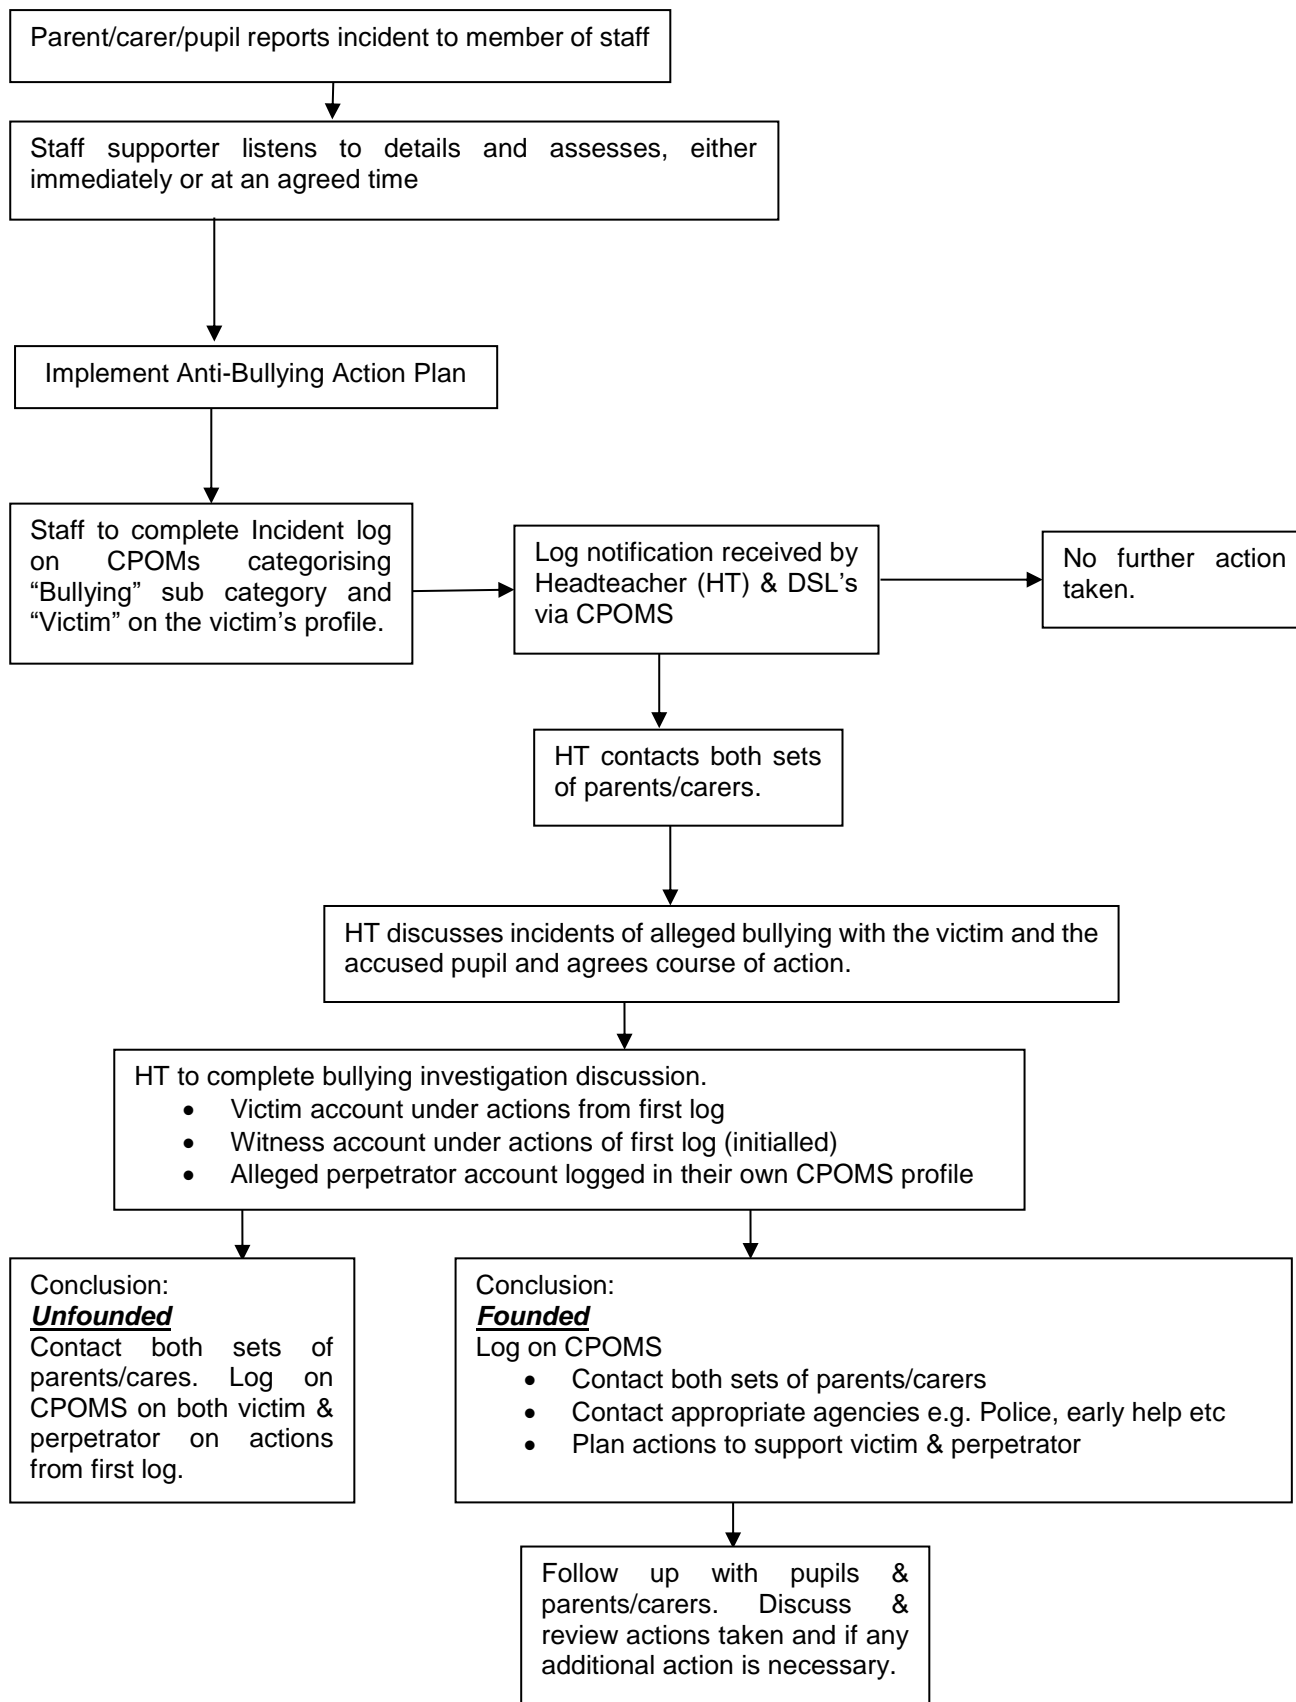 Parent/carer/pupil reports incident to member of staff
Staff supporter listens to details and assesses, either
immediately or at an agreed time
Implement Anti-Bullying Action Plan
Staff to complete Incident log
on CPOMs categorising
“Bullying” sub category and
“Victim” on the victim’s profile.
Log notification received by
Headteacher (HT) & DSL’s
via CPOMS
No further action
taken.
HT contacts both sets
of parents/carers.
HT discusses incidents of alleged bullying with the victim and the
accused pupil and agrees course of action.
HT to complete bullying investigation discussion.
• Victim account under actions from first log
• Witness account under actions of first log (initialled)
• Alleged perpetrator account logged in their own CPOMS profile
Conclusion:
Unfounded
Contact both sets of
parents/cares. Log on
CPOMS on both victim &
perpetrator on actions
from first log.
Conclusion:
Founded
Log on CPOMS
• Contact both sets of parents/carers
• Contact appropriate agencies e.g. Police, early help etc
• Plan actions to support victim & perpetrator
Follow up with pupils &
parents/carers. Discuss &
review actions taken and if any
additional action is necessary.